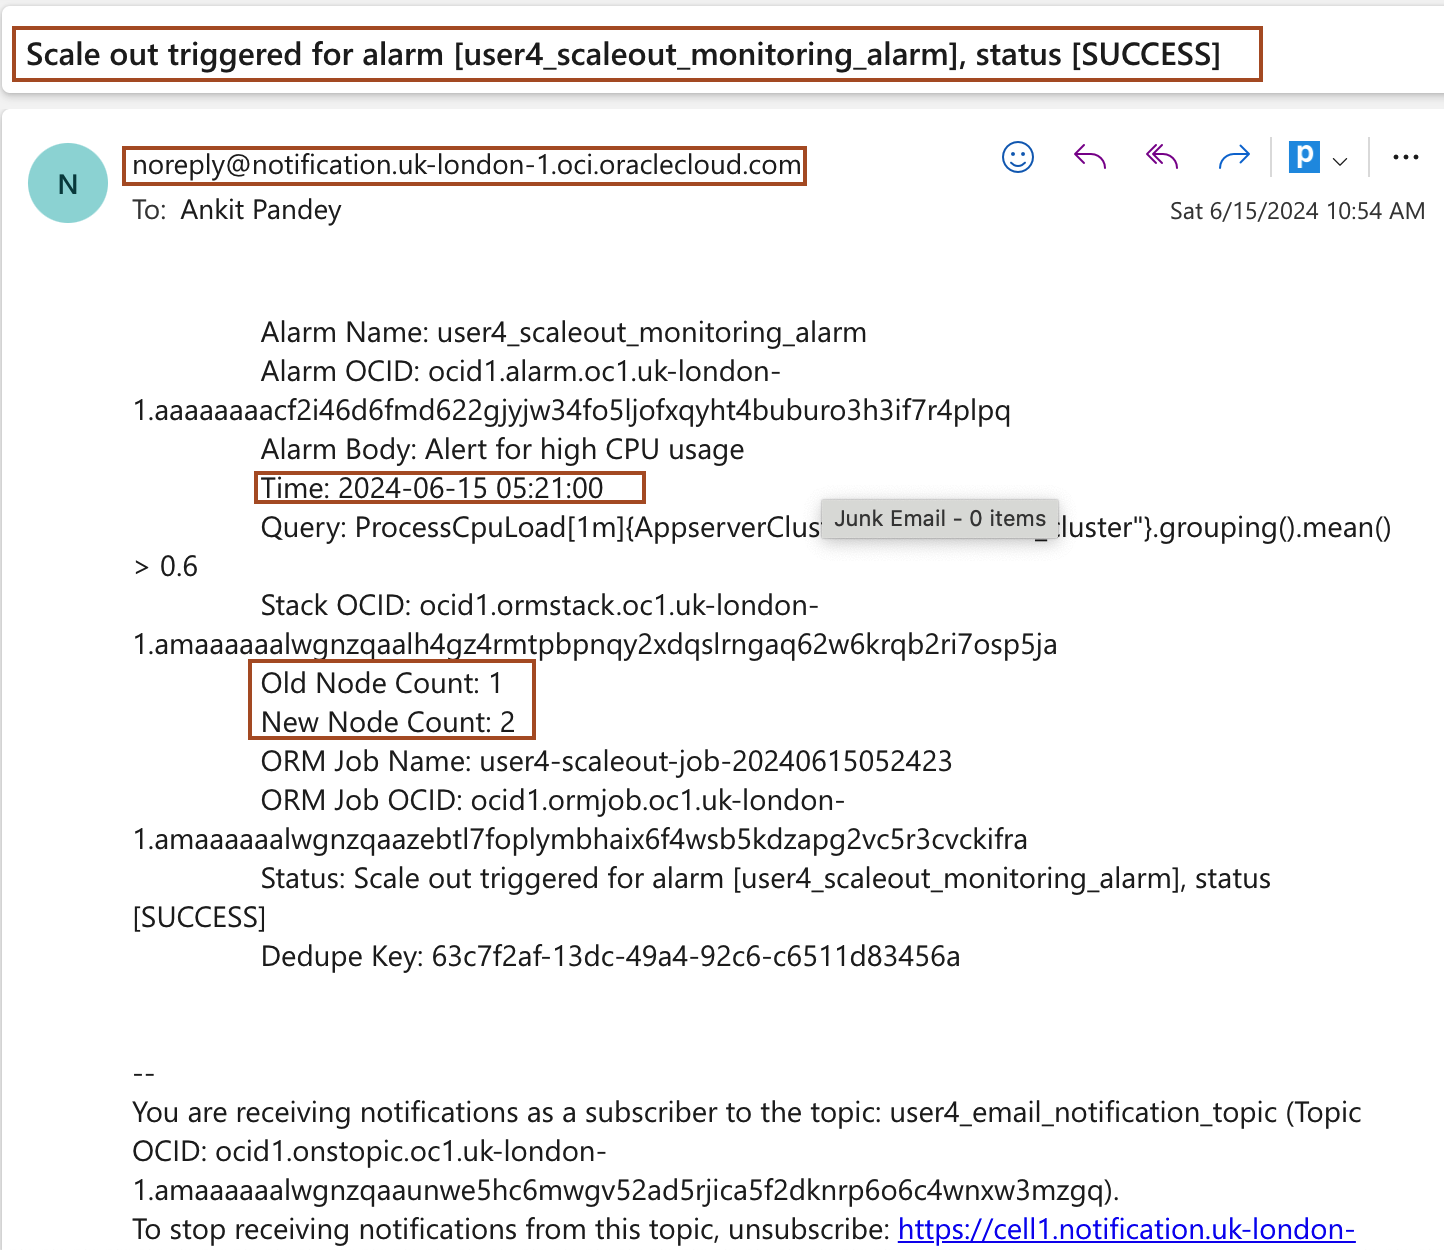 Scale out triggered for alarm [user4_scaleout_monitoring_alarm], status [SUCCESS]
N
noreply@notification.uk-london-1.oci.oraclecloud.com
p
To: Ankit Pandey
Sat 6/15/2024 10:54 AM
Alarm Name: user4_scaleout_monitoring_alarm
Alarm OCID: ocid1.alarm.oc1.uk-london-
1.aaaaaaaacf2i46d6fmd622gjyjw34fo5ljofxqyht4buburo3h3if7r4plpq
Alarm Body: Alert for high CPU usage
Time: 2024-06-15 05:21:00
Junk Email - 0 items
Query: ProcessCpuLoad[1m]{AppserverClus _cluster"}.grouping().mean()
> 0.6
Stack OCID: ocid1.ormstack.oc1.uk-london-
1.amaaaaaalwgnzqaalh4gz4rmtpbpnqy2xdqslrngaq62w6krqb2ri7osp5ja
Old Node Count: 1
New Node Count: 2
ORM Job Name: user4-scaleout-job-20240615052423
ORM Job OCID: ocid1.ormjob.oc1.uk-london-
1.amaaaaaalwgnzqaazebtl7foplymbhaix6f4wsb5kdzapg2vc5r3cvckifra
Status: Scale out triggered for alarm [user4_scaleout_monitoring_alarm], status
[SUCCESS]
Dedupe Key: 63c7f2af-13dc-49a4-92c6-c6511d83456a
--
You are receiving notifications as a subscriber to the topic: user4_email_notification_topic (Topic
OCID: ocid1.onstopic.oc1.uk-london-
1.amaaaaaalwgnzqaaunwe5hc6mwgv52ad5rjica5f2dknrp6o6c4wnxw3mzgq).
To stop receiving notifications from this topic, unsubscribe: https://cell1.notification.uk-london-